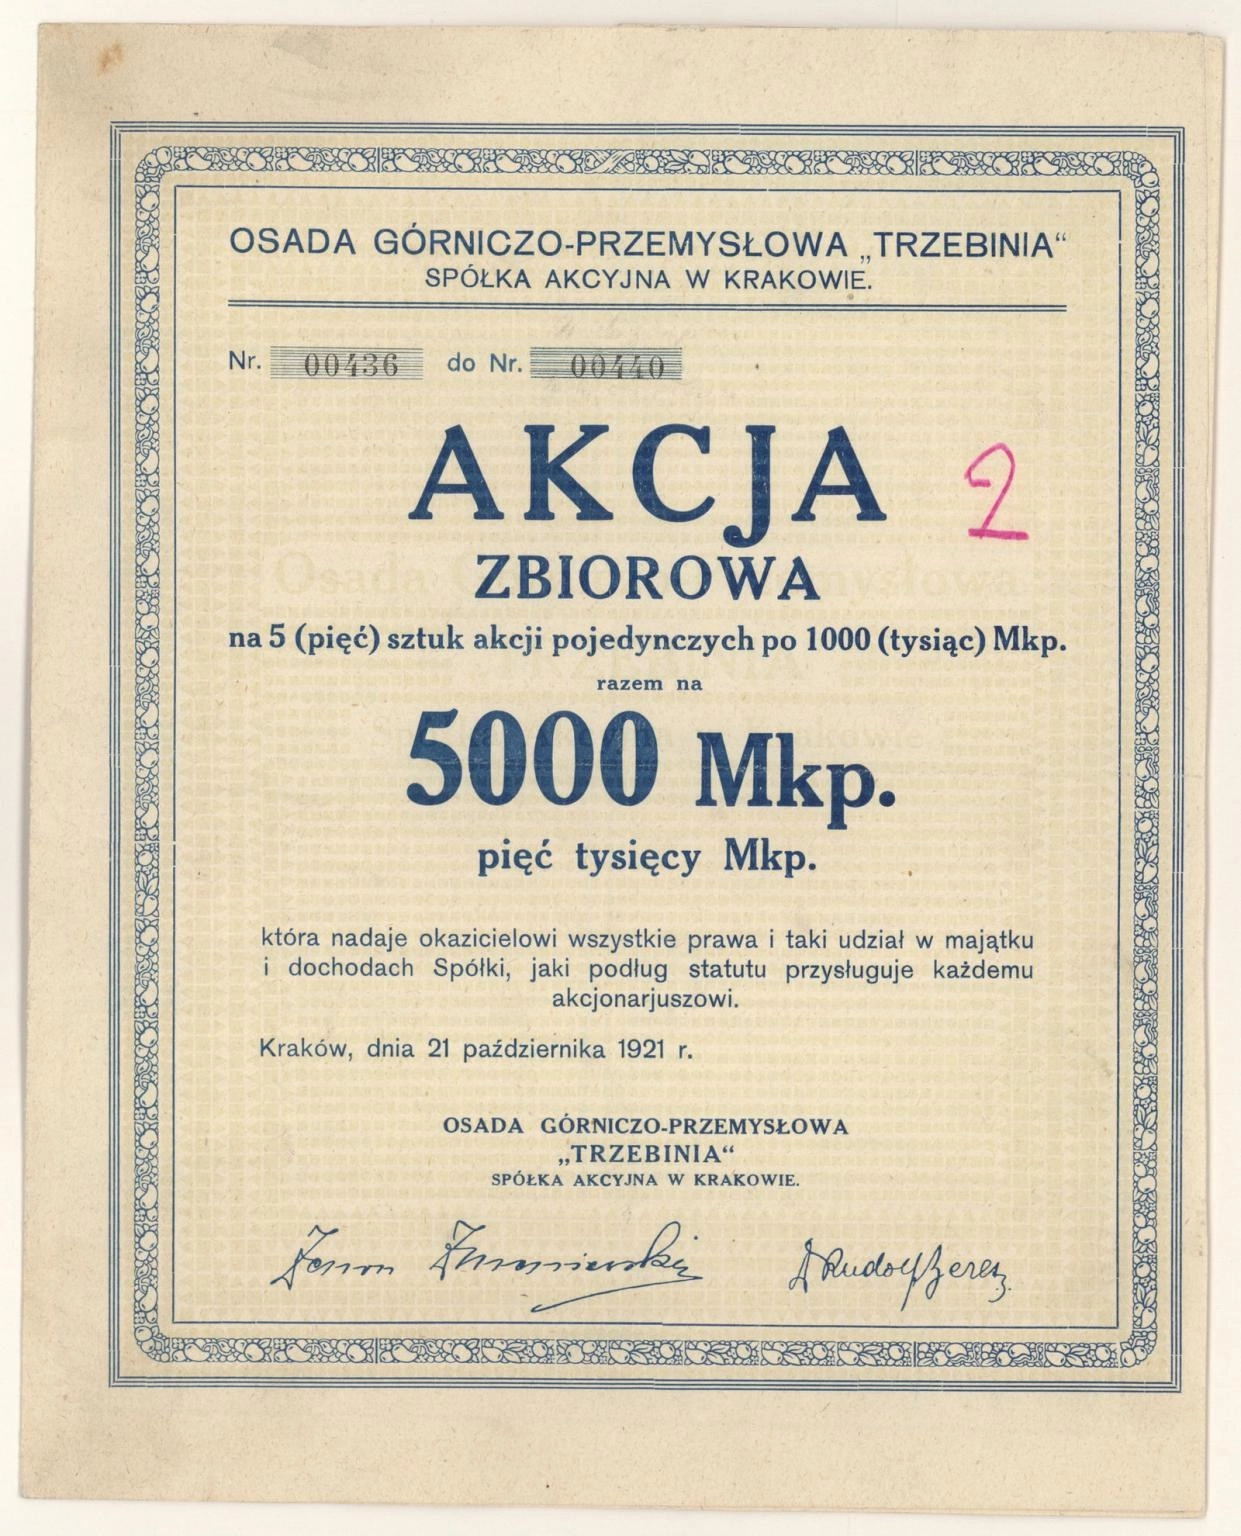 OSADA GÓRNICZO-PRZEMYSŁOWA „TRZEBINIA“
SPÓŁKA AKCYJNA W KRAKOWIE.
Nr. 00436 do Nr. 00440
AKCJA
2
ZBIOROWA
na 5 (pięć) sztuk akcji pojedynczych po 1000 (tysiąc) Mkp.
razem na
5000 Mkp.
pięć tysięcy Mkp.
która nadaje okazicielowi wszystkie prawa i taki udział w majątku
i dochodach Spółki, jaki podług statutu przysługuje każdemu
akcjonarjuszowi.
Kraków, dnia 21 października 1921 r.
OSADA GÓRNICZO-PRZEMYSŁOWA
„TRZEBINIA“
SPÓŁKA AKCYJNA W KRAKOWIE.
Zenon Rudolf Beres